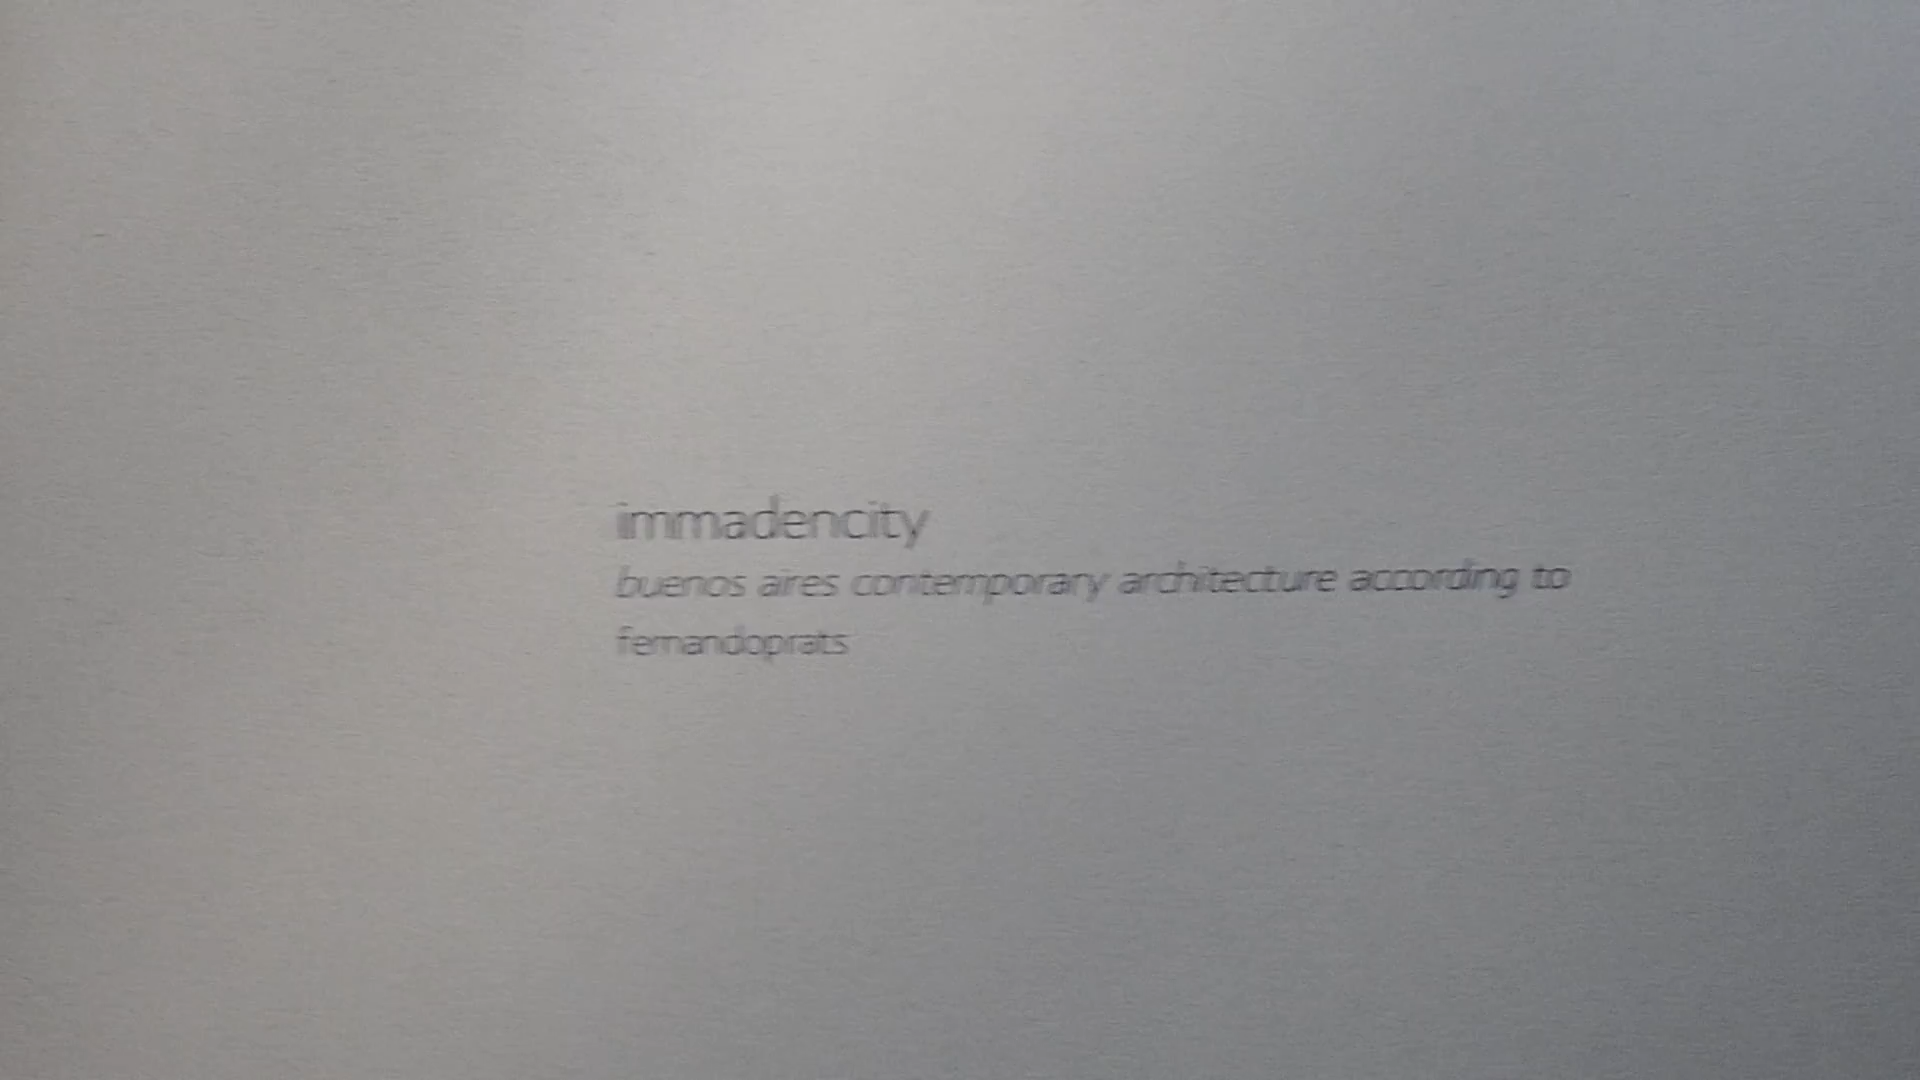 immadencity
buenos aires contemporary architecture according to
fernandoprats